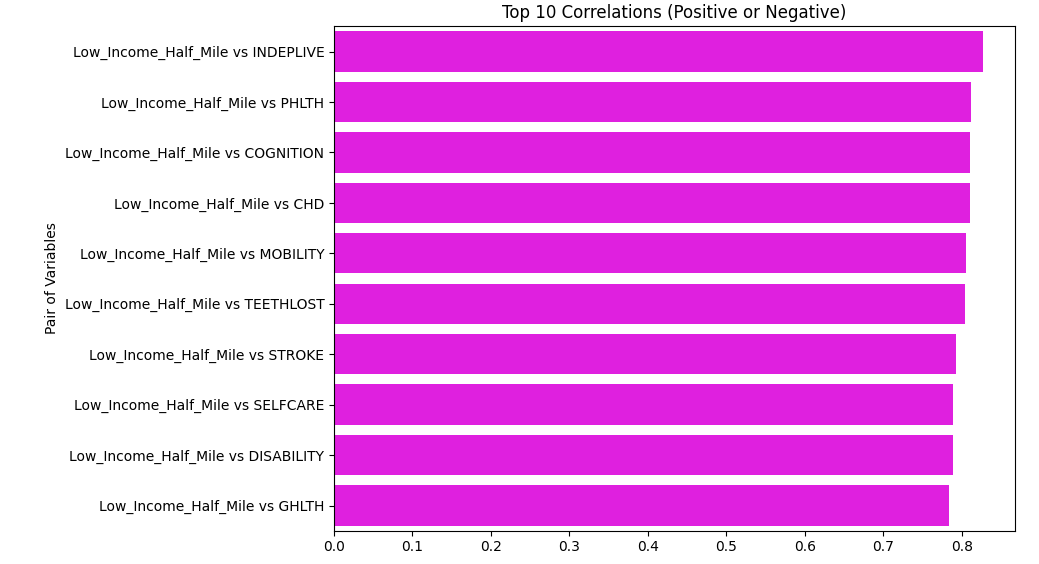 Top 10 Correlations (Positive or Negative)
Pair of Variables
Low_Income_Half_Mile vs INDEPLIVE
Low_Income_Half_Mile vs PHLTH
Low_Income_Half_Mile vs COGNITION
Low_Income_Half_Mile vs CHD
Low_Income_Half_Mile vs MOBILITY
Low_Income_Half_Mile vs TEETHLOST
Low_Income_Half_Mile vs STROKE
Low_Income_Half_Mile vs SELFCARE
Low_Income_Half_Mile vs DISABILITY
Low_Income_Half_Mile vs GHLTH
0.0 0.1 0.2 0.3 0.4 0.5 0.6 0.7 0.8